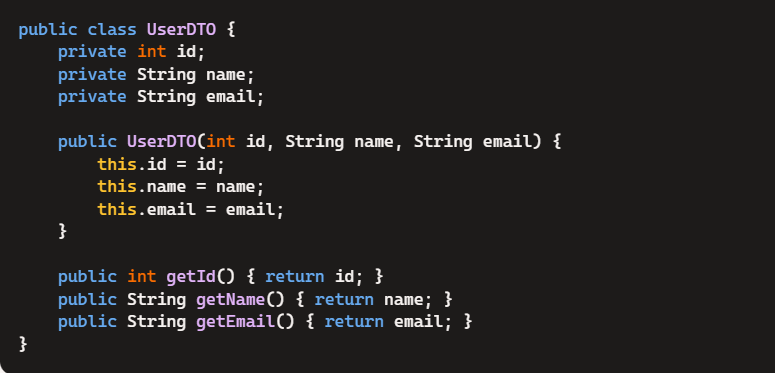 public class UserDTO {
    private int id;
    private String name;
    private String email;

    public UserDTO(int id, String name, String email) {
        this.id = id;
        this.name = name;
        this.email = email;
    }

    public int getId() { return id; }
    public String getName() { return name; }
    public String getEmail() { return email; }
}